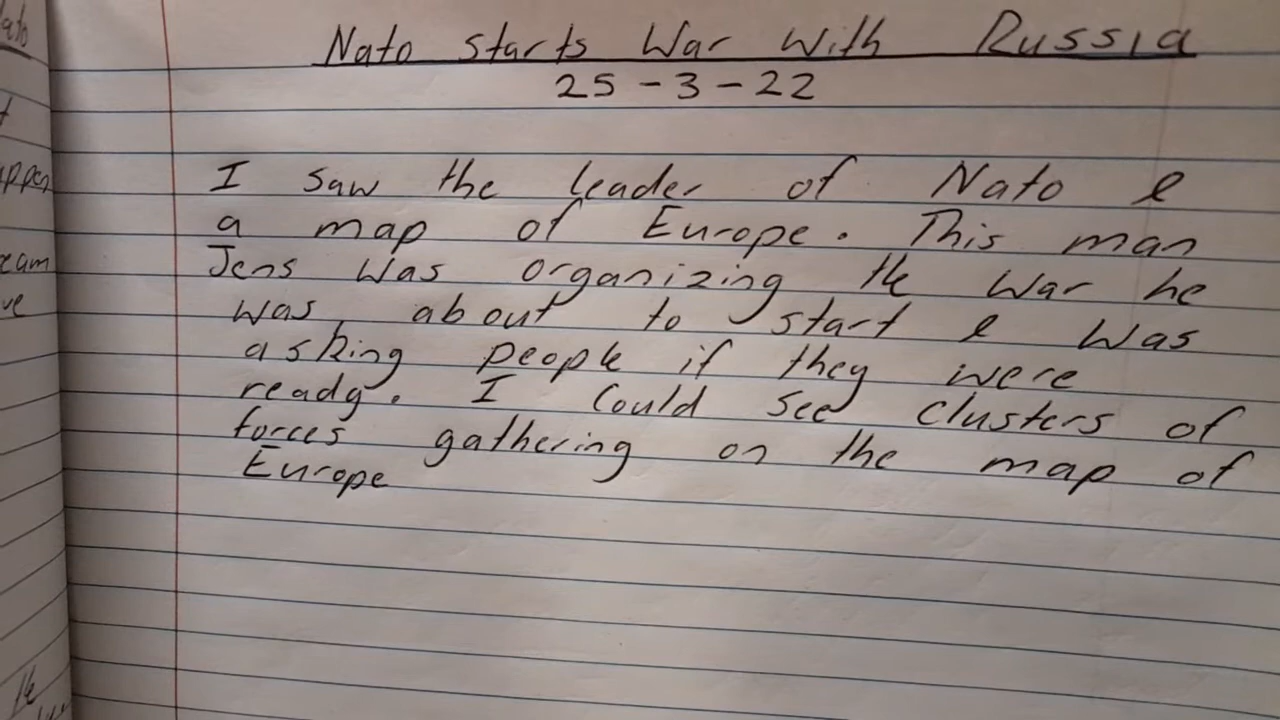 Nato starts War With Russia
25-3-22
I saw the leader of Nato &
a map of Europe. This man
Jens Was organizing the War he
was about to start & Was
asking people if they were
ready. I Could see clusters of
forces gathering on the map of
Europe